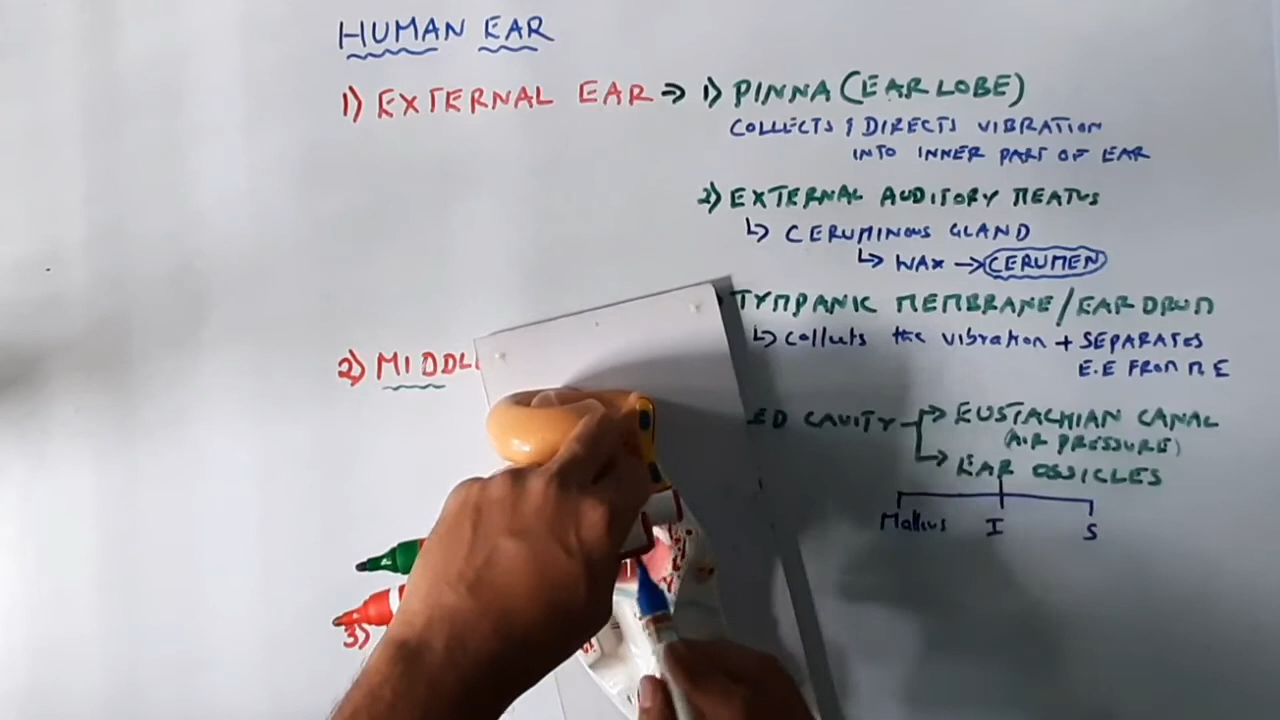 HUMAN EAR
1) EXTERNAL EAR → 1) PINNA (EAR LOBE)
COLLECTS & DIRECTS VIBRATION
INTO INNER PART OF EAR
2) EXTERNAL AUDITORY MEATUS
↳ CERUMINOUS GLAND
↳ WAX → CERUMEN
TYMPANIC MEMBRANE / EAR DRUM
↳ collects the vibration + SEPARATES
E.E FROM M.E
2) MIDDL
ED CAVITY → EUSTACHIAN CANAL
(AIR PRESSURE)
→ EAR OSSICLES
Malleus I S
3)